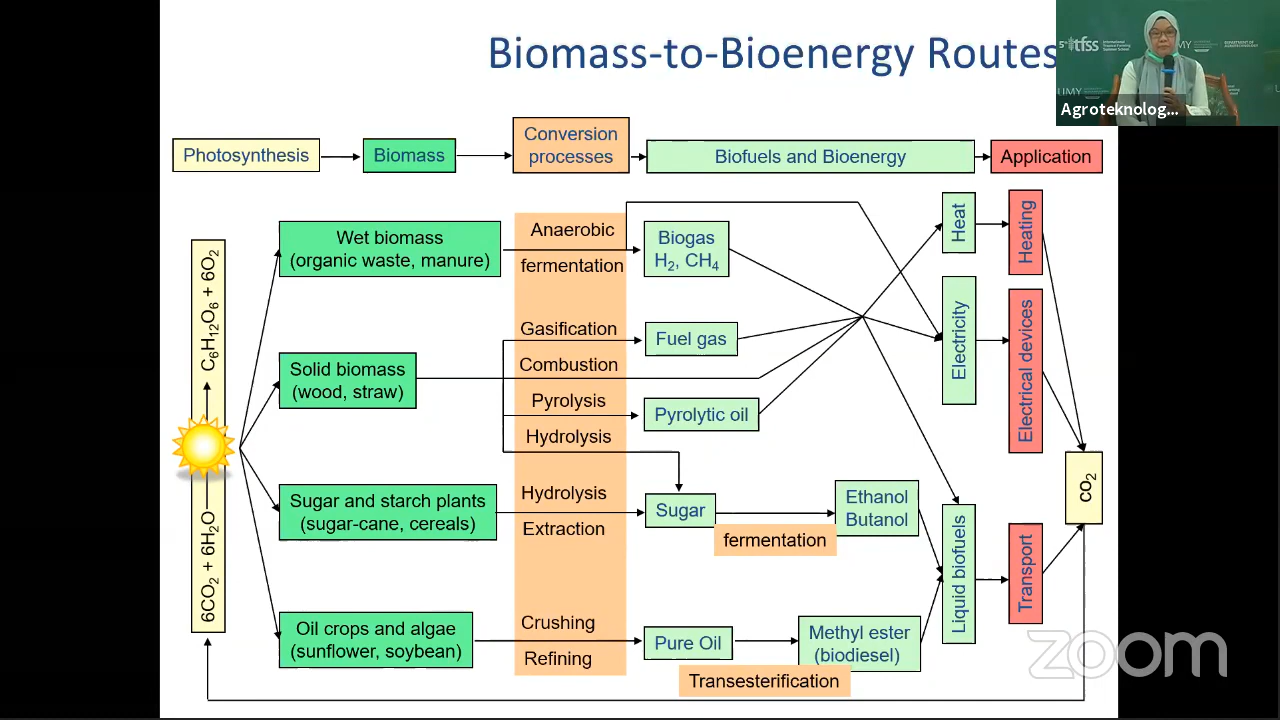 Biomass-to-Bioenergy Routes
tfss
UMY
Agroteknolog...
Photosynthesis
Biomass
Conversion
processes
Biofuels and Bioenergy
Application
6CO2 + 6H2O
C6H12O6 + 6O2
Wet biomass
(organic waste, manure)
Solid biomass
(wood, straw)
Sugar and starch plants
(sugar-cane, cereals)
Oil crops and algae
(sunflower, soybean)
Anaerobic
fermentation
Gasification
Combustion
Pyrolysis
Hydrolysis
Hydrolysis
Extraction
Crushing
Refining
Biogas
H2, CH4
Fuel gas
Pyrolytic oil
Sugar
fermentation
Ethanol
Butanol
Pure Oil
Methyl ester
(biodiesel)
Transesterification
Heat
Electricity
Liquid biofuels
Heating
Electrical devices
Transport
CO2
zoom